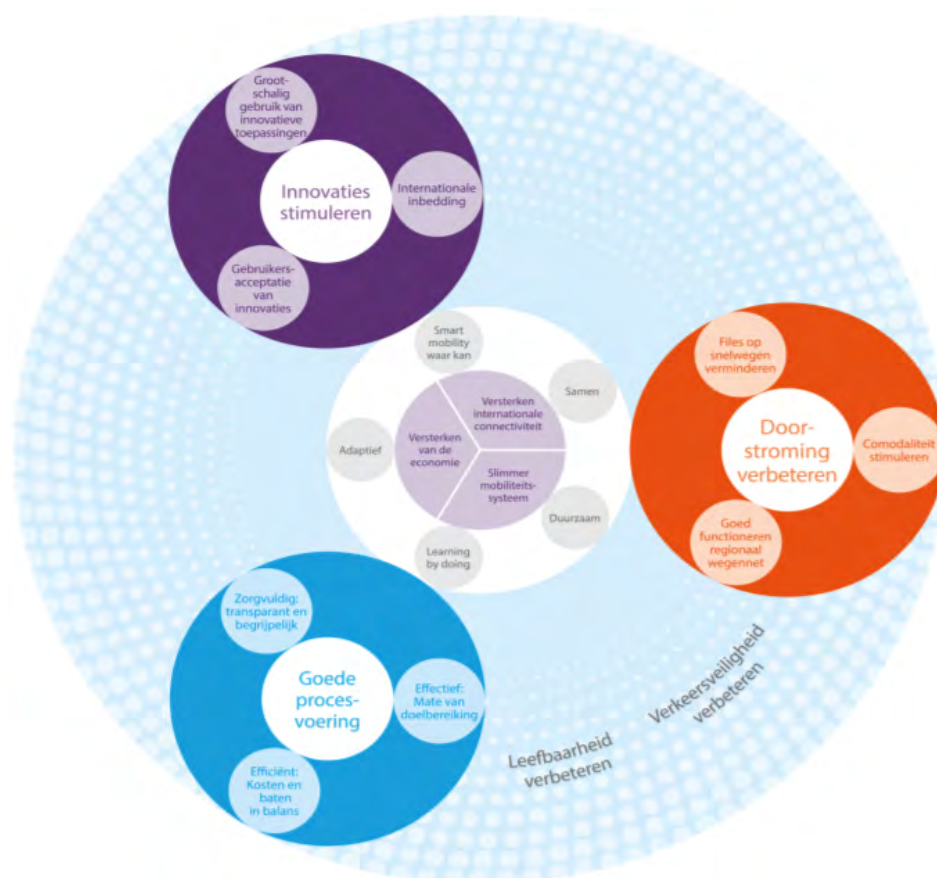 Groot-
schalig
gebruik van
innovatieve
toepassingen
Innovaties
stimuleren
Internationale
inbedding
Gebruikers-
acceptatie
van
innovaties
Smart
mobility
waar kan
Samen
Versterken
internationale
connectiviteit
Versterken
van de
economie
Adaptief
Slimmer
mobiliteits-
systeem
Duurzaam
Learning
by doing
Files op
snelwegen
verminderen
Door-
stroming
verbeteren
Comodaliteit
stimuleren
Goed
functioneren
regionaal
wegennet
Zorgvuldig:
transparant en
begrijpelijk
Goede
proces-
voering
Effectief:
Mate van
doelbereiking
Efficiënt:
Kosten en
baten
in balans
Leefbaarheid
verbeteren
Verkeersveiligheid
verbeteren